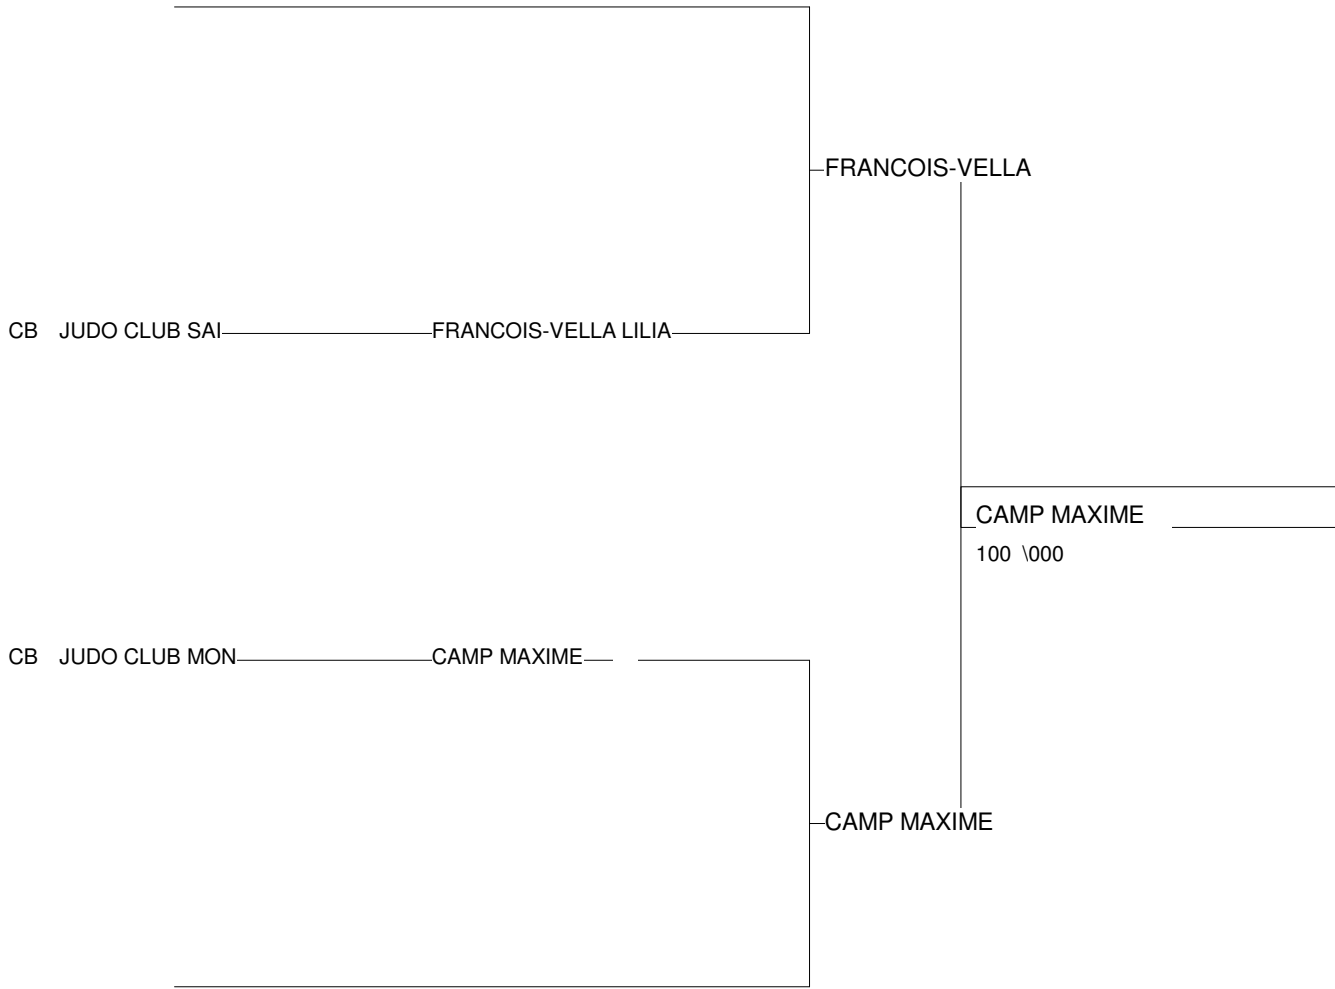 FRANCOIS-VELLA
CB JUDO CLUB SAI FRANCOIS-VELLA LILIA
CAMP MAXIME
100 \000
CB JUDO CLUB MON CAMP MAXIME
CAMP MAXIME